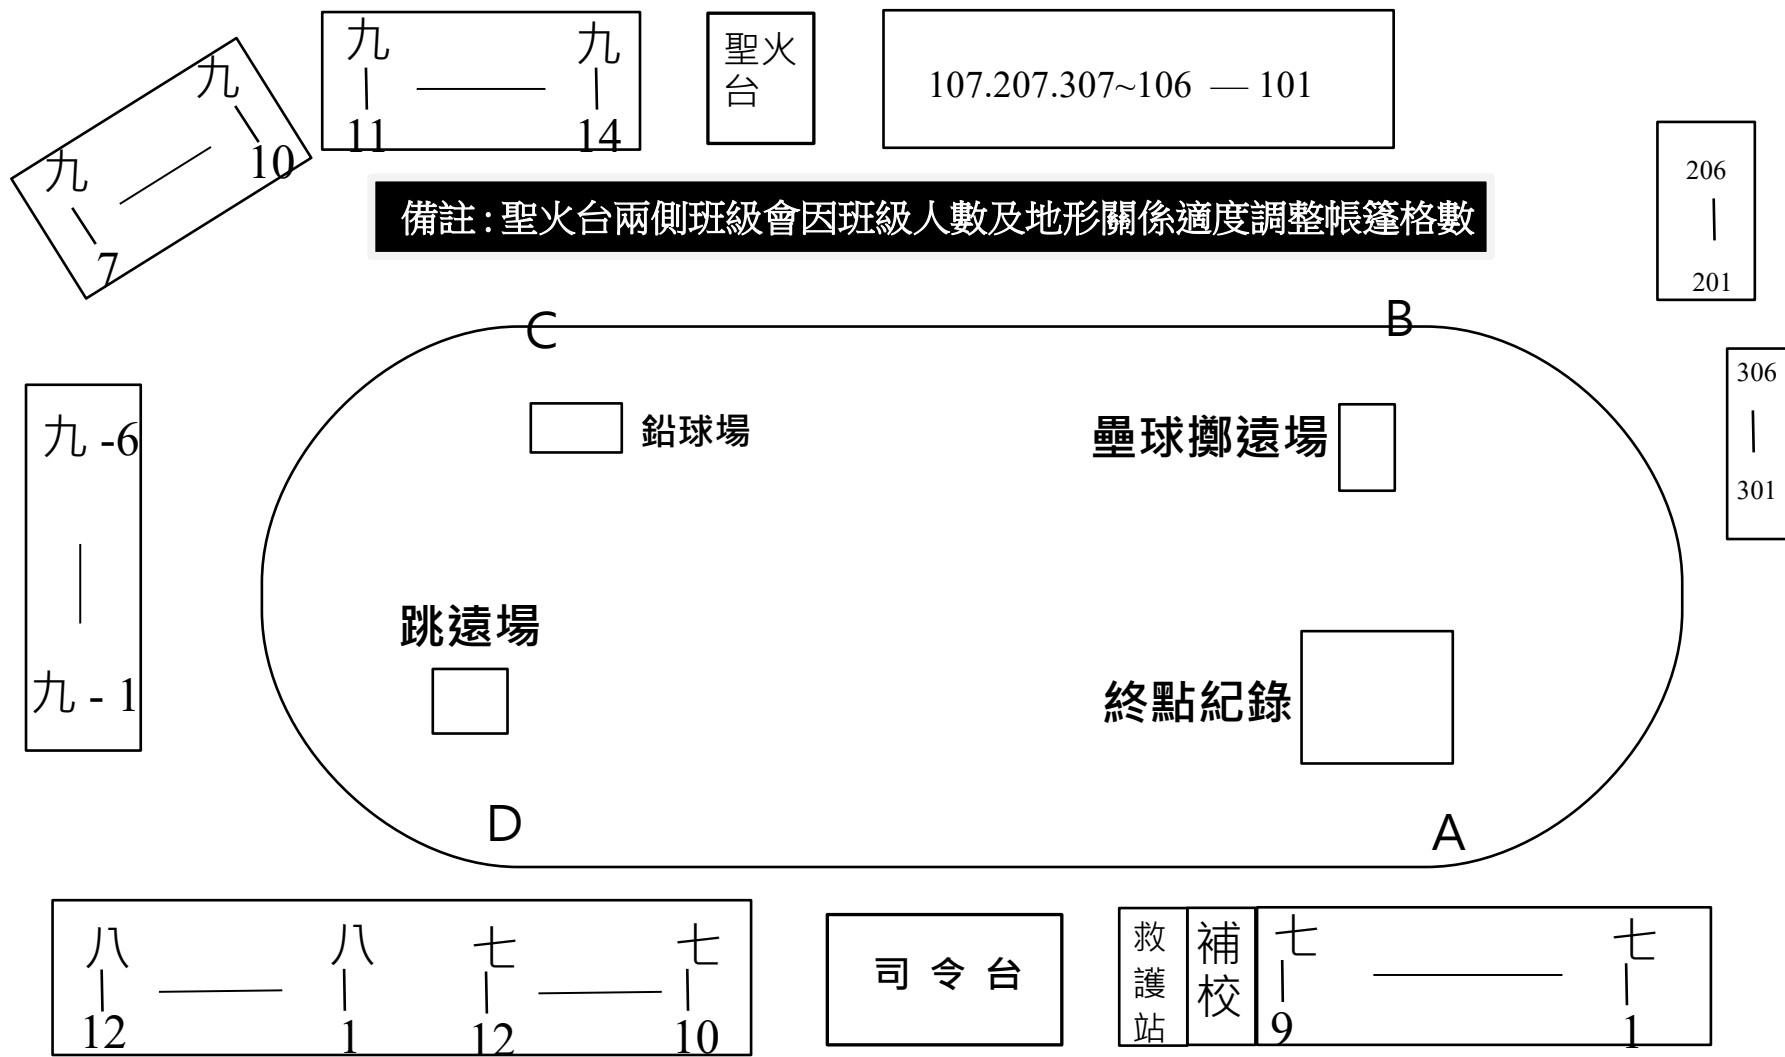 九
|
11
——
九
|
14
聖火
台
107.207.307~106 — 101
九
|
7
——
九
|
10
206
|
201
備註:聖火台兩側班級會因班級人數及地形關係適度調整帳篷格數
C
B
306
|
301
九 -6
|
九 - 1
鉛球場
壘球擲遠場
跳遠場
終點紀錄
D
A
八
|
12
——
八
|
1
七
|
12
——
七
|
10
司令台
救
護
站
補
校
七
|
9
——
七
|
1